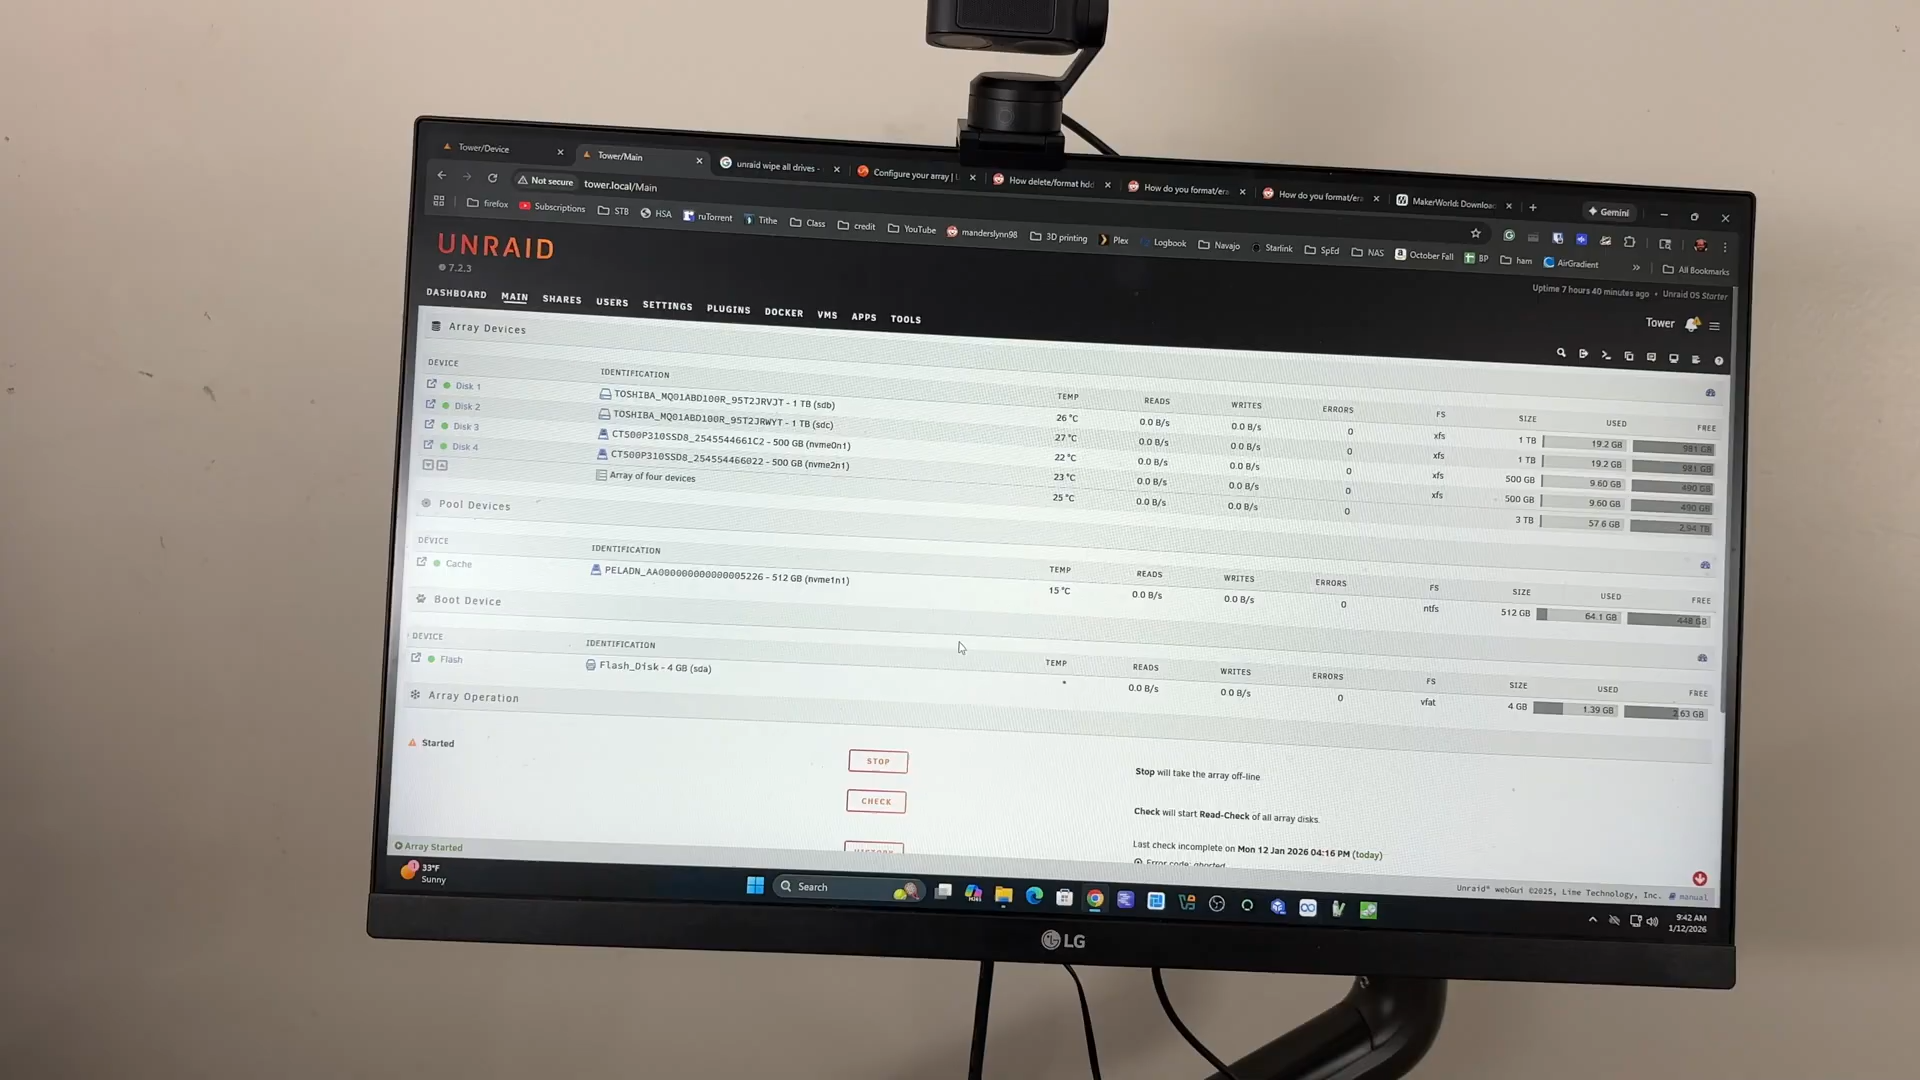 Tower/Device
Tower/Main
unraid wipe all drives -
Configure your array | L
How delete/format hdd
How do you format/era
How do you format/era
MakerWorld: Downloa
Gemini
Not secure tower.local/Main
firefox Subscriptions STB HSA ruTorrent Tithe Class credit YouTube manderslynn98 3D printing Plex Logbook Navajo Starlink SpEd NAS October Fall BP ham AirGradient » All Bookmarks
UNRAID
7.2.3
Uptime 7 hours 40 minutes ago • Unraid OS Starter
DASHBOARD MAIN SHARES USERS SETTINGS PLUGINS DOCKER VMS APPS TOOLS
Tower
Array Devices
DEVICE IDENTIFICATION TEMP READS WRITES ERRORS FS SIZE USED FREE
Disk 1 TOSHIBA_MQ01ABD100R_95T2JRVJT - 1 TB (sdb) 26 °C 0.0 B/s 0.0 B/s 0 xfs 1 TB 19.2 GB 981 GB
Disk 2 TOSHIBA_MQ01ABD100R_95T2JRWYT - 1 TB (sdc) 27 °C 0.0 B/s 0.0 B/s 0 xfs 1 TB 19.2 GB 981 GB
Disk 3 CT500P310SSD8_2545544661C2 - 500 GB (nvme0n1) 22 °C 0.0 B/s 0.0 B/s 0 xfs 500 GB 9.60 GB 490 GB
Disk 4 CT500P310SSD8_254554466022 - 500 GB (nvme2n1) 23 °C 0.0 B/s 0.0 B/s 0 xfs 500 GB 9.60 GB 490 GB
Array of four devices 25 °C 0.0 B/s 0.0 B/s 0 3 TB 57.6 GB 2.94 TB
Pool Devices
DEVICE IDENTIFICATION TEMP READS WRITES ERRORS FS SIZE USED FREE
Cache 15 °C 0.0 B/s 0.0 B/s 0 ntfs 512 GB 64.1 GB 448 GB
Boot Device
DEVICE IDENTIFICATION TEMP READS WRITES ERRORS FS SIZE USED FREE
Flash Flash_Disk - 4 GB (sda) * 0.0 B/s 0.0 B/s 0 vfat 4 GB 1.39 GB 2.63 GB
Array Operation
Started
STOP
Stop will take the array off-line
CHECK
Check will start Read-Check of all array disks.
HISTORY
Last check incomplete on Mon 12 Jan 2026 04:16 PM (today)
Error code: aborted
Array Started
Unraid® webGui ©2025, Lime Technology, Inc. manual
1
33°F
Sunny
Search
9:42 AM
1/12/2026
LG